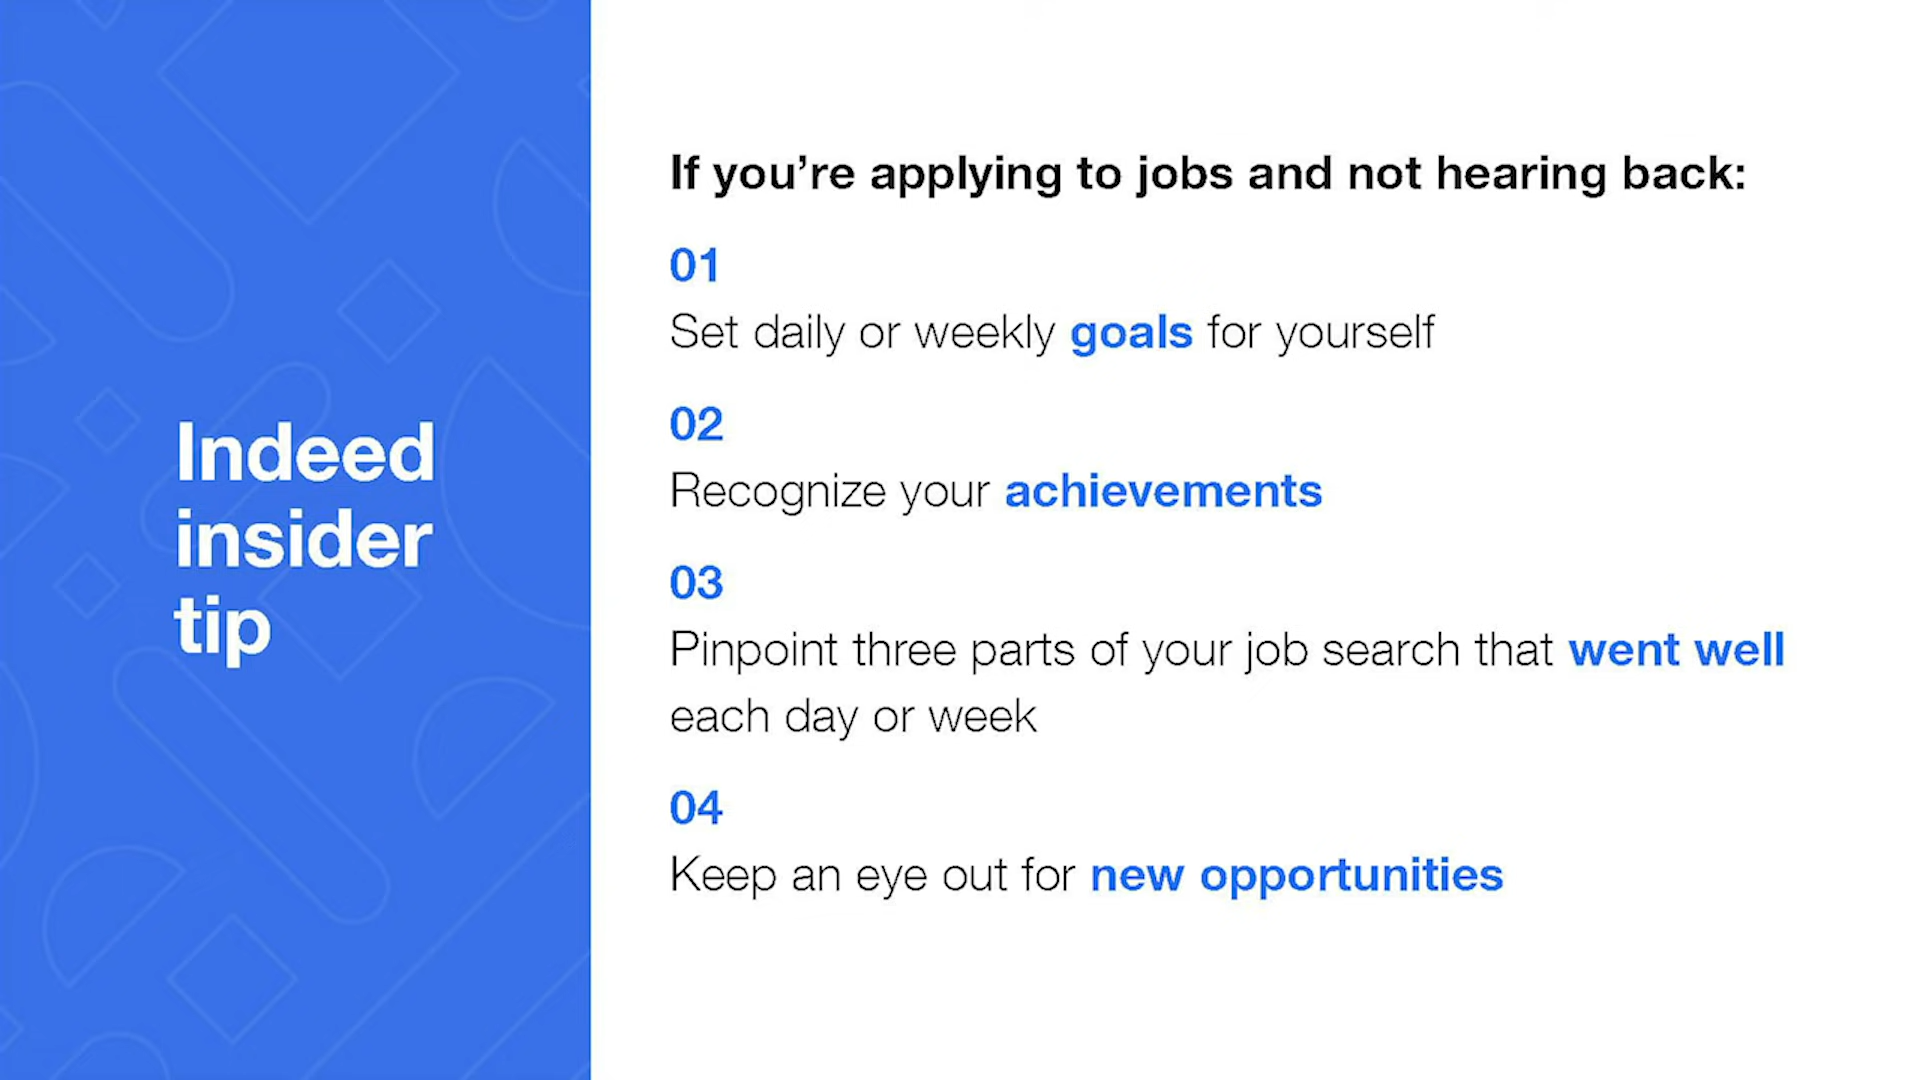 Indeed
insider
tip
If you’re applying to jobs and not hearing back:
01
Set daily or weekly goals for yourself
02
Recognize your achievements
03
Pinpoint three parts of your job search that went well
each day or week
04
Keep an eye out for new opportunities